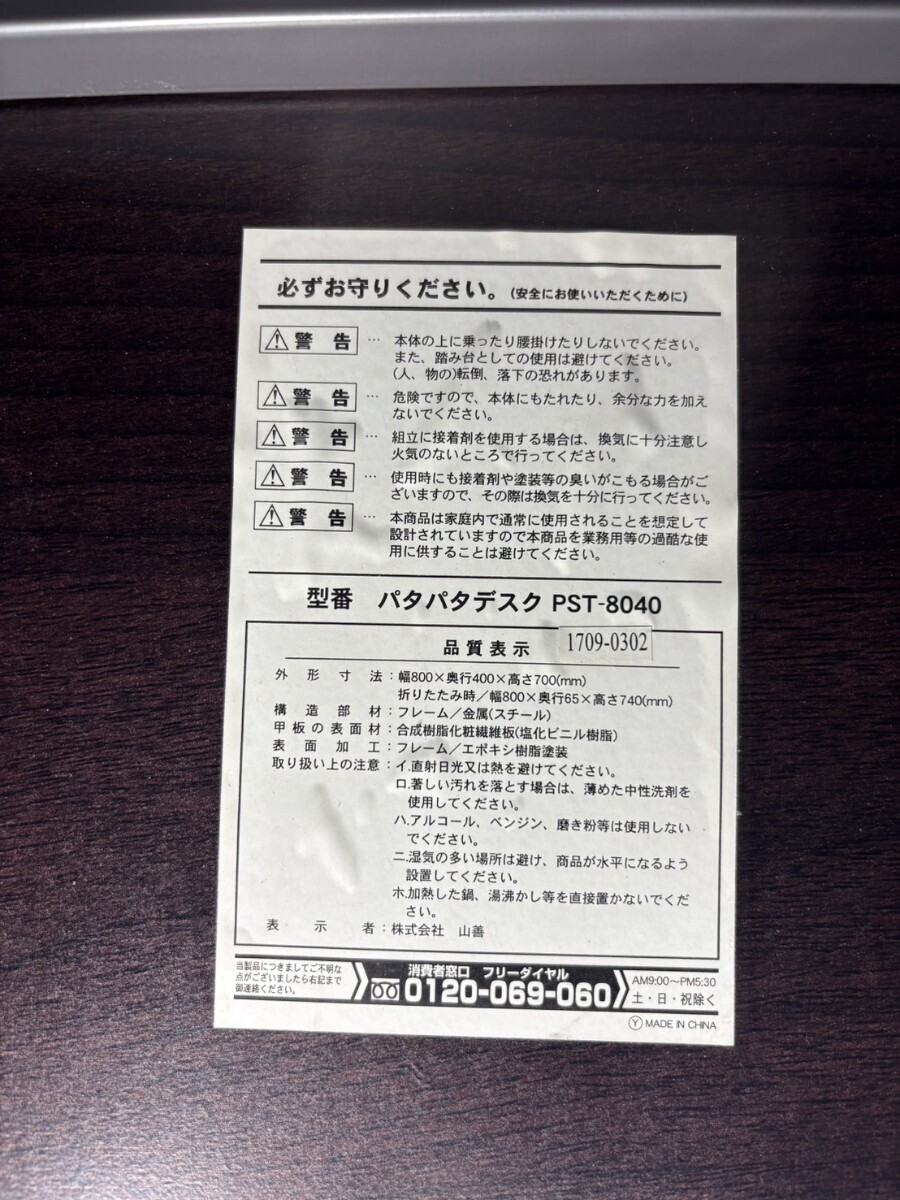 必ずお守りください。(安全にお使いいただくために)
警告 … 本体の上に乗ったり腰掛けたりしないでください。
また、踏み台としての使用は避けてください。
(人、物の)転倒、落下の恐れがあります。
警告 … 危険ですので、本体にもたれたり、余分な力を加え
ないでください。
警告 … 組立に接着剤を使用する場合は、換気に十分注意し
火気のないところで行ってください。
警告 … 使用時にも接着剤や塗装等の臭いがこもる場合がご
ざいますので、その際は換気を十分に行ってください。
警告 … 本商品は家庭内で通常に使用されることを想定して
設計されていますので本商品を業務用等の過酷な使
用に供することは避けてください。
型番 パタパタデスク PST-8040
品質表示 1709-0302
外形寸法：幅800×奥行400×高さ700(mm)
折りたたみ時／幅800×奥行65×高さ740(mm)
構造部材：フレーム／金属(スチール)
甲板の表面材：合成樹脂化粧繊維板(塩化ビニル樹脂)
表面加工：フレーム／エポキシ樹脂塗装
取り扱い上の注意：イ.直射日光又は熱を避けてください。
ロ.著しい汚れを落とす場合は、薄めた中性洗剤を
使用してください。
ハ.アルコール、ベンジン、磨き粉等は使用しない
でください。
ニ.湿気の多い場所は避け、商品が水平になるよう
設置してください。
ホ.加熱した鍋、湯沸かし等を直接置かないでくだ
さい。
表示者：株式会社 山善
当製品につきましてご不明な
点がございましたら右記まで
御連絡ください。
消費者窓口 フリーダイヤル
0120-069-060
AM9:00〜PM5:30
土・日・祝除く
Y MADE IN CHINA